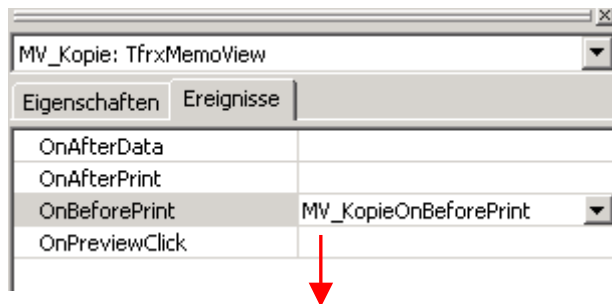 MV_Kopie: TfrxMemoView
Eigenschaften Ereignisse
OnAfterData
OnAfterPrint
OnBeforePrint MV_KopieOnBeforePrint
OnPreviewClick